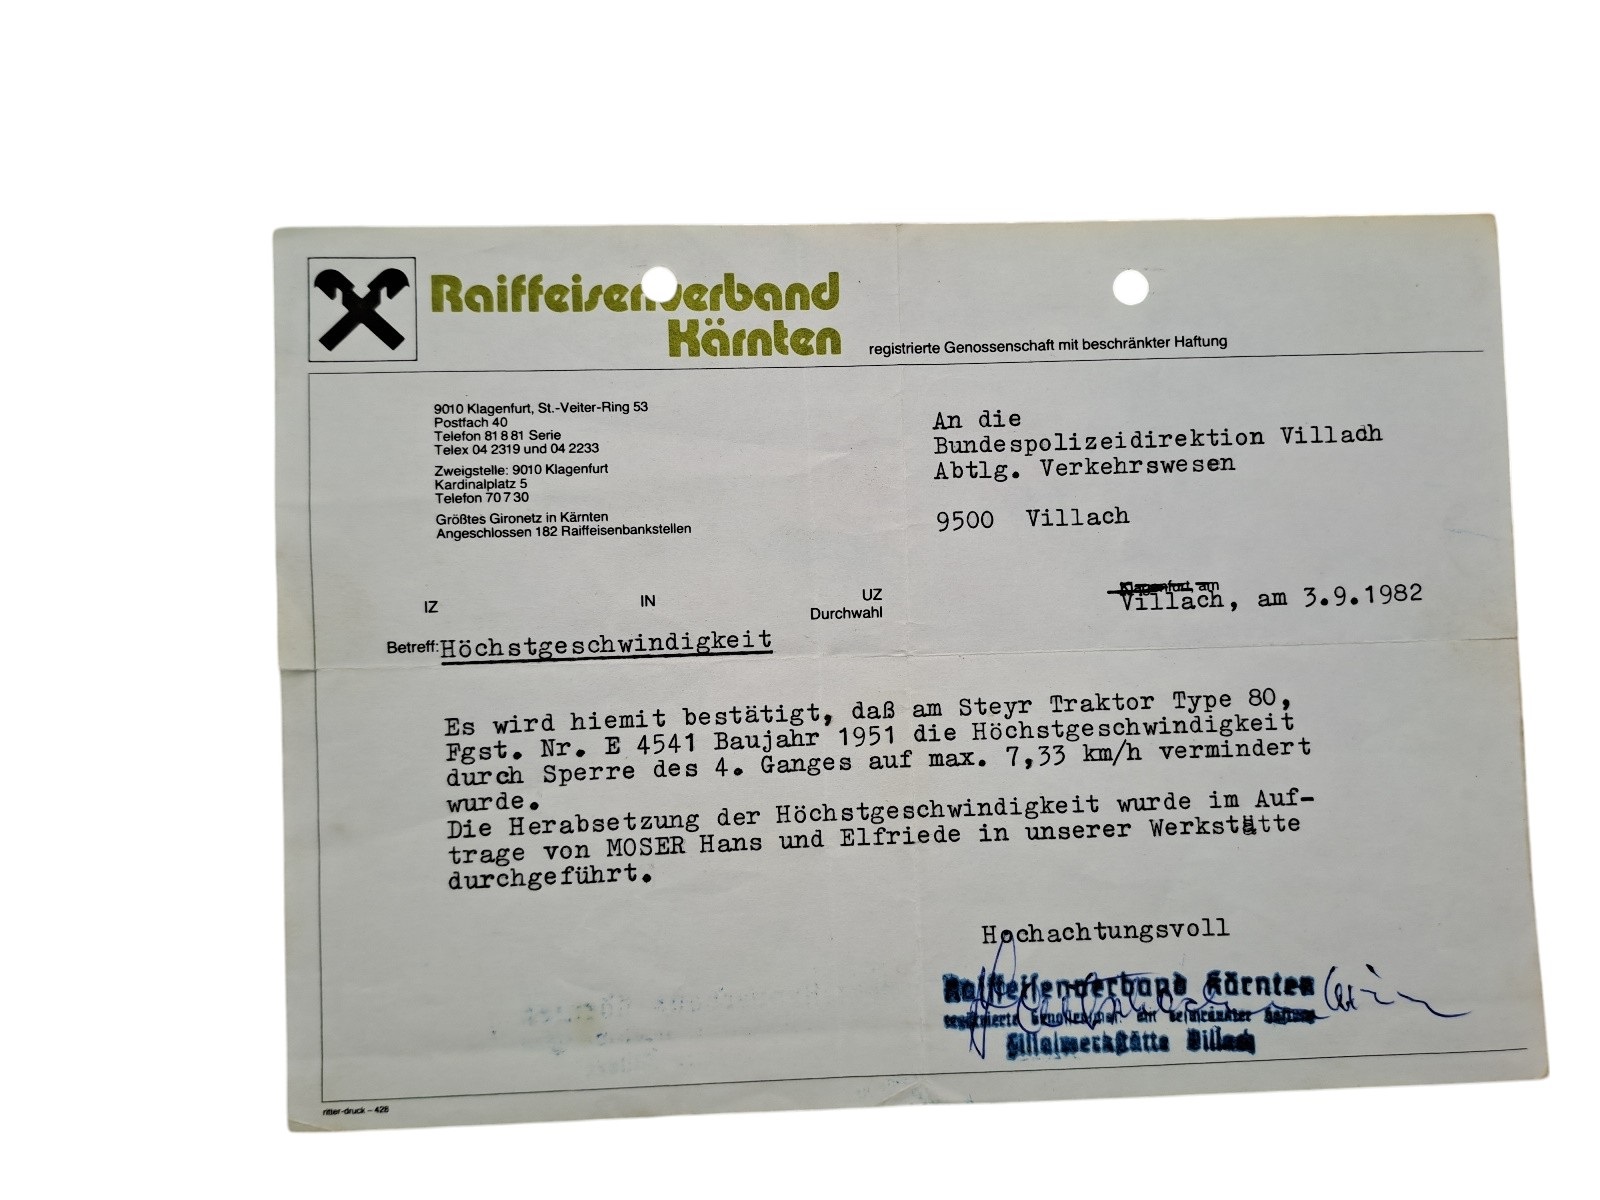 Raiffeisenverband
Kärnten
registrierte Genossenschaft mit beschränkter Haftung
9010 Klagenfurt, St.-Veiter-Ring 53
Postfach 40
Telefon 81 8 81 Serie
Telex 04 2319 und 04 2233
Zweigstelle: 9010 Klagenfurt
Kardinalplatz 5
Telefon 70 7 30
Größtes Gironetz in Kärnten
Angeschlossen 182 Raiffeisenbankstellen
An die
Bundespolizeidirektion Villach
Abtlg. Verkehrswesen
9500 Villach
IZ IN UZ
Durchwahl
Klagenfurt, am
Villach, am 3.9.1982
Betreff: Höchstgeschwindigkeit
Es wird hiemit bestätigt, daß am Steyr Traktor Type 80,
Fgst. Nr. E 4541 Baujahr 1951 die Höchstgeschwindigkeit
durch Sperre des 4. Ganges auf max. 7,33 km/h vermindert
wurde.
Die Herabsetzung der Höchstgeschwindigkeit wurde im Auf-
trage von MOSER Hans und Elfriede in unserer Werkstätte
durchgeführt.
Hochachtungsvoll
Raiffeisenverband Kärnten
registrierte Genossensch. mit beschränkter Haftung
Filialwerkstätte Villach
ritter-druck – 428